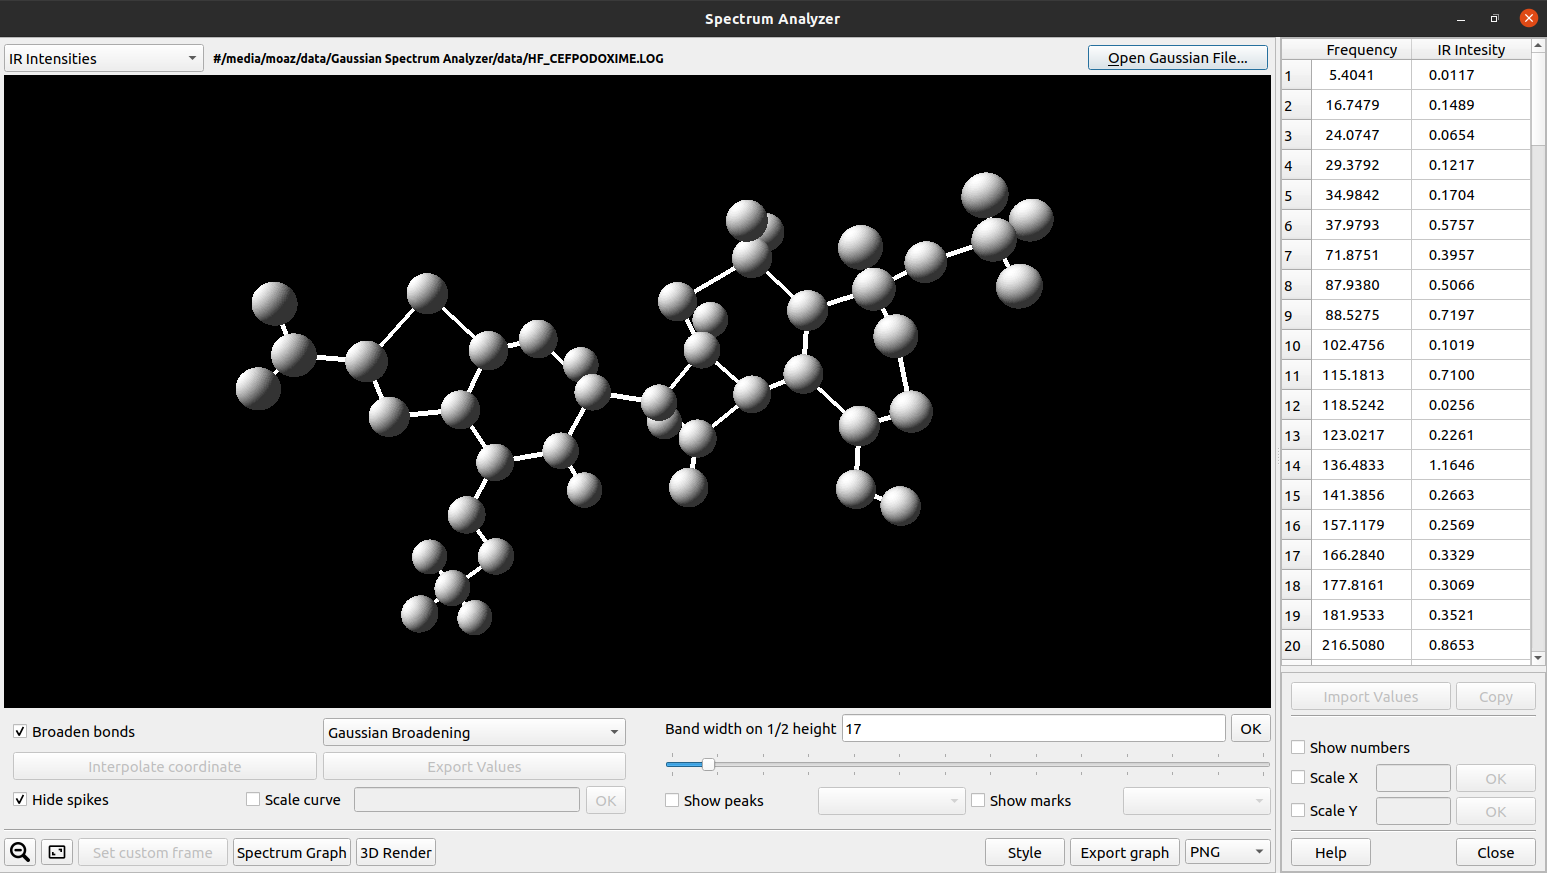 Spectrum Analyzer
IR Intensities
#/media/moaz/data/Gaussian Spectrum Analyzer/data/HF_CEFPODOXIME.LOG
Open Gaussian File...
Frequency IR Intesity
1 5.4041 0.0117
2 16.7479 0.1489
3 24.0747 0.0654
4 29.3792 0.1217
5 34.9842 0.1704
6 37.9793 0.5757
7 71.8751 0.3957
8 87.9380 0.5066
9 88.5275 0.7197
10 102.4756 0.1019
11 115.1813 0.7100
12 118.5242 0.0256
13 123.0217 0.2261
14 136.4833 1.1646
15 141.3856 0.2663
16 157.1179 0.2569
17 166.2840 0.3329
18 177.8161 0.3069
19 181.9533 0.3521
20 216.5080 0.8653
Broaden bonds
Gaussian Broadening
Band width on 1/2 height 17 OK
Interpolate coordinate
Export Values
Hide spikes
Scale curve OK
Show peaks
Show marks
Set custom frame
Spectrum Graph
3D Render
Style
Export graph
PNG
Import Values
Copy
Show numbers
Scale X OK
Scale Y OK
Help
Close